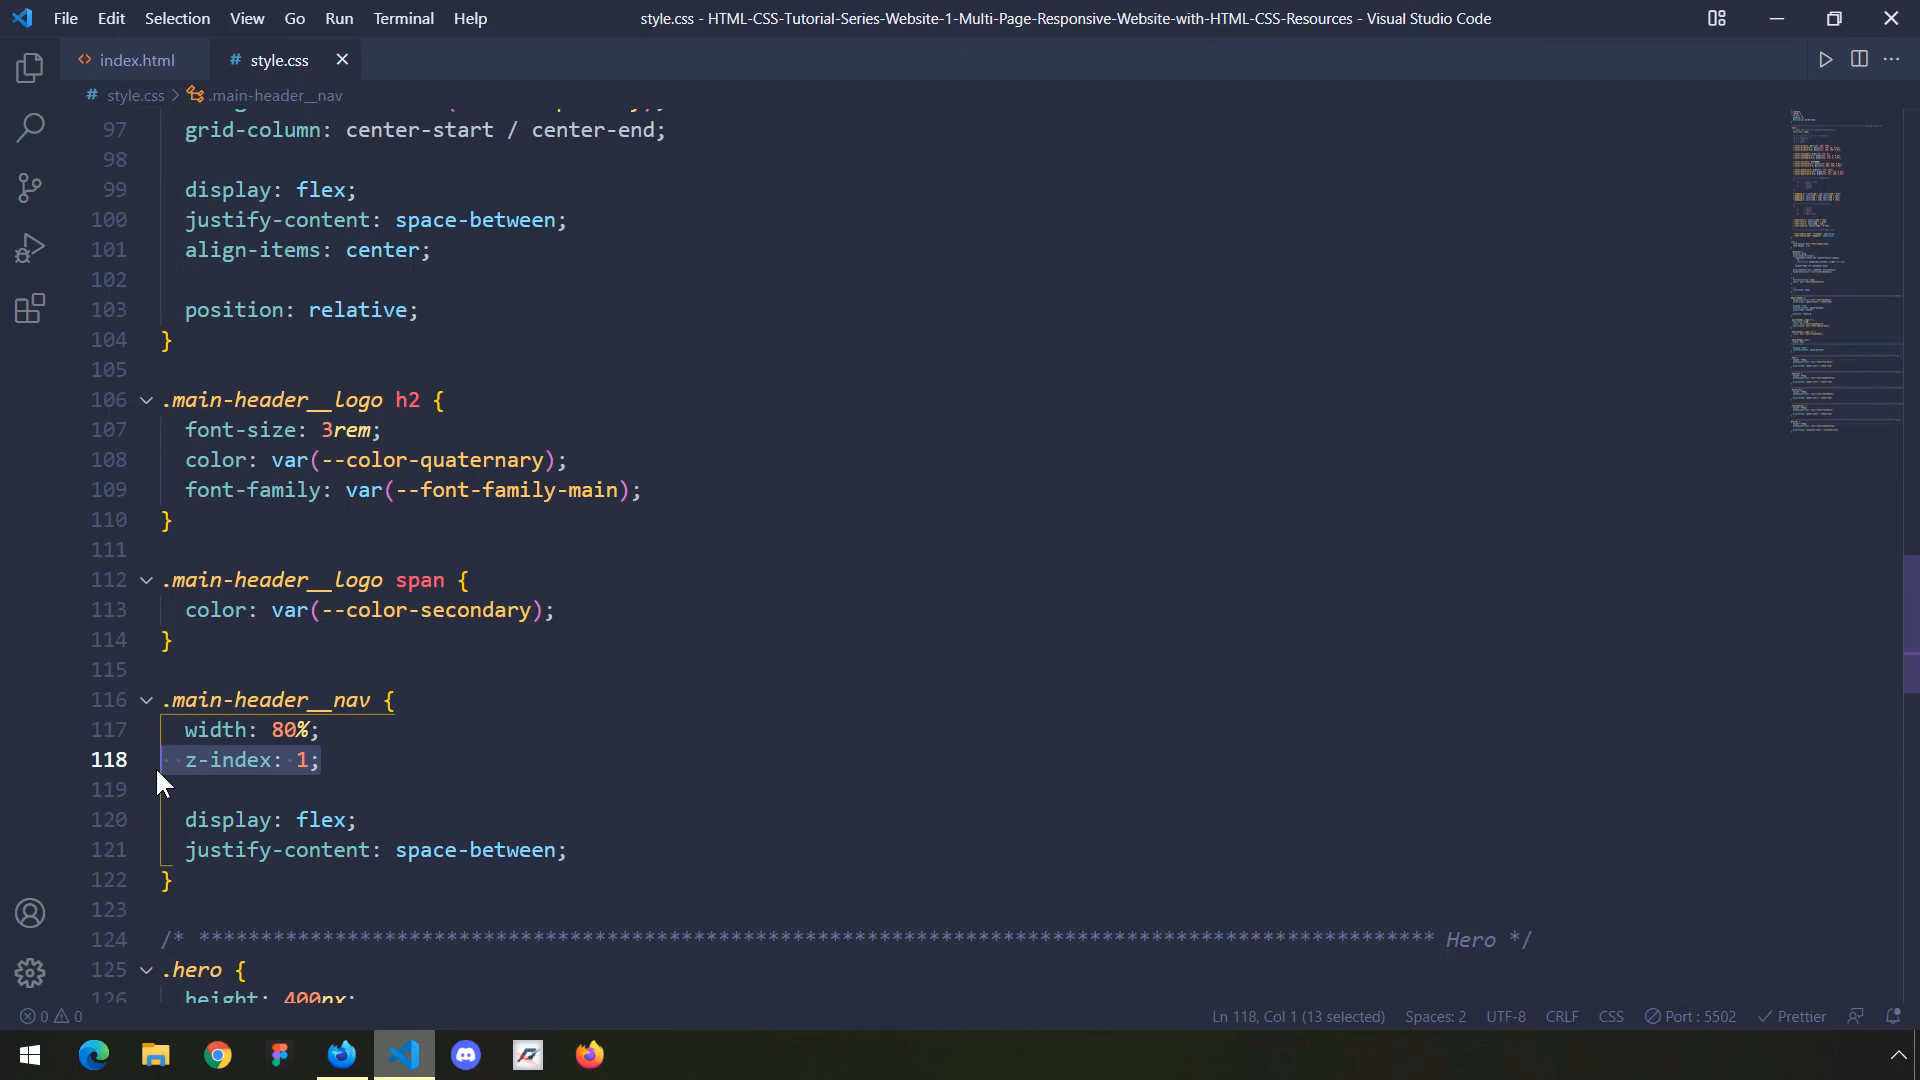 File Edit Selection View Go Run Terminal Help
style.css - HTML-CSS-Tutorial-Series-Website-1-Multi-Page-Responsive-Website-with-HTML-CSS-Resources - Visual Studio Code
<> index.html # style.css
# style.css > .main-header__nav
97 grid-column: center-start / center-end;
98
99 display: flex;
100 justify-content: space-between;
101 align-items: center;
102
103 position: relative;
104 }
105
106 .main-header__logo h2 {
107 font-size: 3rem;
108 color: var(--color-quaternary);
109 font-family: var(--font-family-main);
110 }
111
112 .main-header__logo span {
113 color: var(--color-secondary);
114 }
115
116 .main-header__nav {
117 width: 80%;
118 z-index: 1;
119
120 display: flex;
121 justify-content: space-between;
122 }
123
124 /* **************************************************************************************************** Hero */
125 .hero {
126 height: 400px;
0 0 Ln 118, Col 1 (13 selected) Spaces: 2 UTF-8 CRLF CSS Port : 5502 Prettier